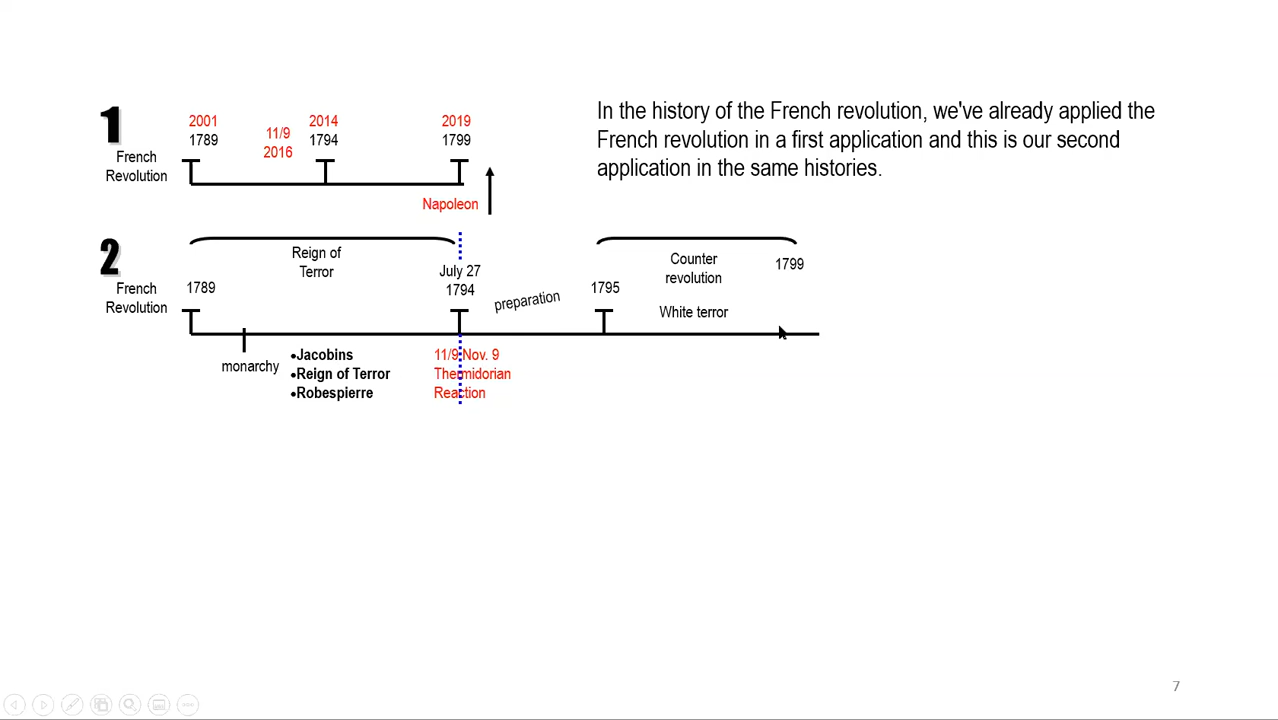 1
French
Revolution
2001
1789
11/9
2016
2014
1794
2019
1799
Napoleon
In the history of the French revolution, we've already applied the
French revolution in a first application and this is our second
application in the same histories.
2
French
Revolution
1789
Reign of
Terror
July 27
1794
preparation
1795
Counter
revolution
White terror
1799
monarchy
•Jacobins
•Reign of Terror
•Robespierre
11/9 Nov. 9
Thermidorian
Reaction
7